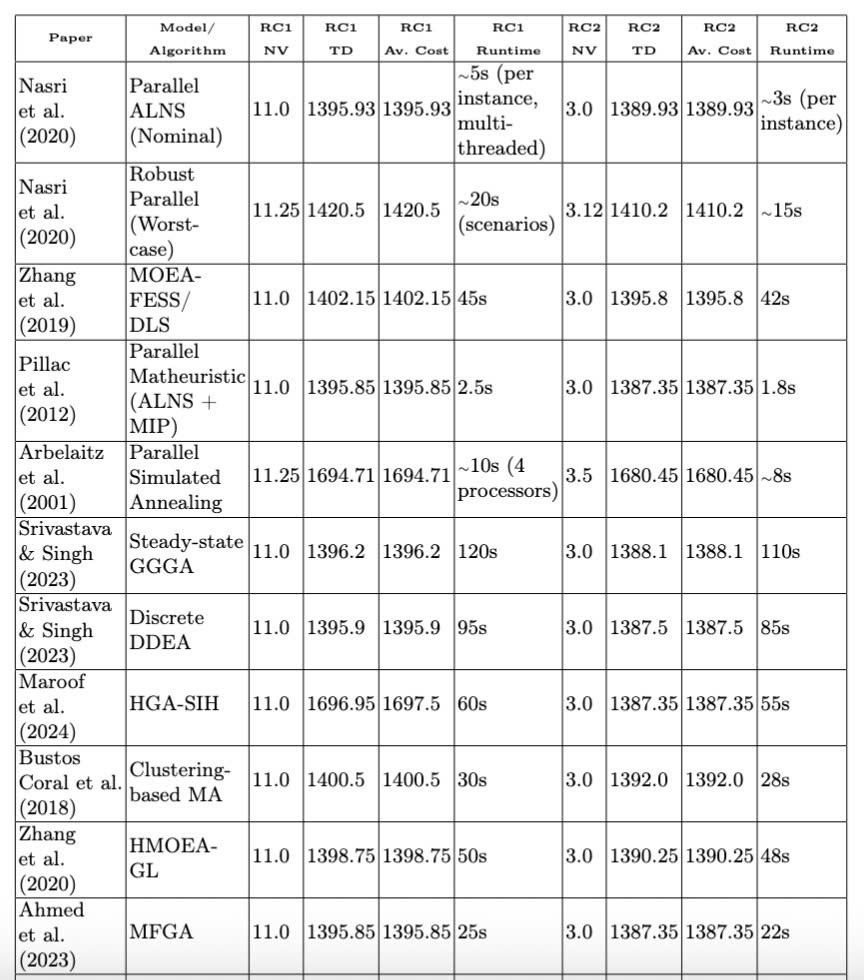 Paper Model/ Algorithm RC1 NV RC1 TD RC1 Av. Cost RC1 Runtime RC2 NV RC2 TD RC2 Av. Cost RC2 Runtime
Nasri et al. (2020) Parallel ALNS (Nominal) 11.0 1395.93 1395.93 ~5s (per instance, multi-threaded) 3.0 1389.93 1389.93 ~3s (per instance)
Nasri et al. (2020) Robust Parallel (Worst-case) 11.25 1420.5 1420.5 ~20s (scenarios) 3.12 1410.2 1410.2 ~15s
Zhang et al. (2019) MOEA-FESS/ DLS 11.0 1402.15 1402.15 45s 3.0 1395.8 1395.8 42s
Pillac et al. (2012) Parallel Matheuristic (ALNS + MIP) 11.0 1395.85 1395.85 2.5s 3.0 1387.35 1387.35 1.8s
Arbelaitz et al. (2001) Parallel Simulated Annealing 11.25 1694.71 1694.71 ~10s (4 processors) 3.5 1680.45 1680.45 ~8s
Srivastava & Singh (2023) Steady-state GGGA 11.0 1396.2 1396.2 120s 3.0 1388.1 1388.1 110s
Srivastava & Singh (2023) Discrete DDEA 11.0 1395.9 1395.9 95s 3.0 1387.5 1387.5 85s
Maroof et al. (2024) HGA-SIH 11.0 1696.95 1697.5 60s 3.0 1387.35 1387.35 55s
Bustos Coral et al. (2018) Clustering-based MA 11.0 1400.5 1400.5 30s 3.0 1392.0 1392.0 28s
Zhang et al. (2020) HMOEA-GL 11.0 1398.75 1398.75 50s 3.0 1390.25 1390.25 48s
Ahmed et al. (2023) MFGA 11.0 1395.85 1395.85 25s 3.0 1387.35 1387.35 22s